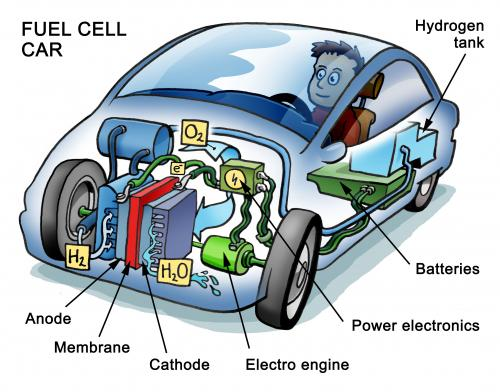 FUEL CELL
CAR
Hydrogen
tank
O2
e-
H2
H2O
Batteries
Anode
Power electronics
Membrane
Cathode
Electro engine